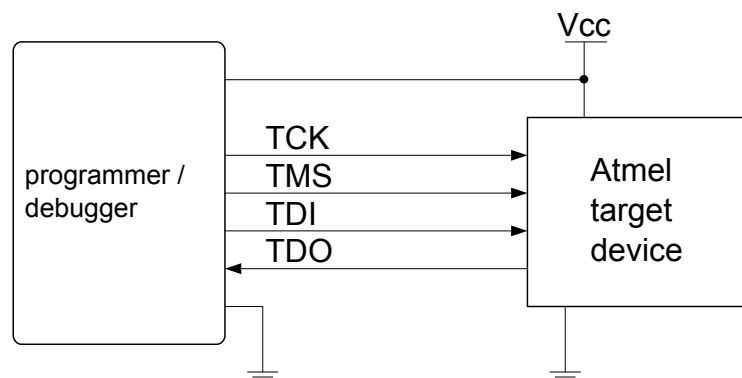 Vcc
TCK
TMS
TDI
TDO
programmer /
debugger
Atmel
target
device